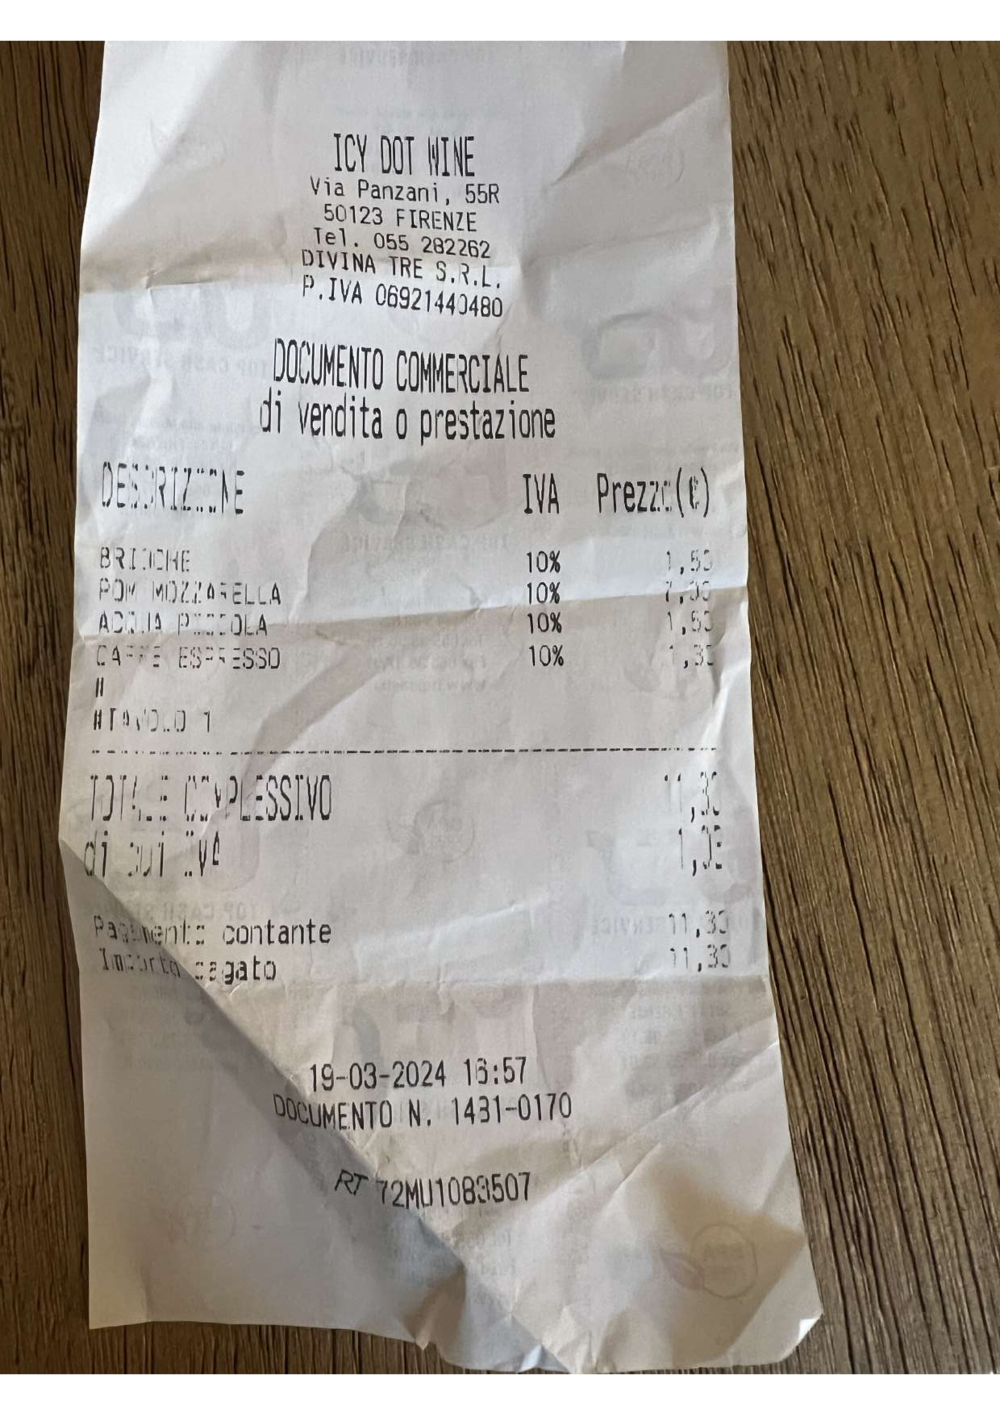 ICY DOT WINE
Via Panzani, 55R
50123 FIRENZE
Tel. 055 282262
DIVINA TRE S.R.L.
P.IVA 06921440480
DOCUMENTO COMMERCIALE
di vendita o prestazione
DESCRIZIONE IVA Prezzo(€)
BRIOCHE 10% 1,50
POM MOZZARELLA 10% 7,00
ACQUA PICCOLA 10% 1,50
CAFFE ESPRESSO 10% 1,30
#
#TAVOLO 1
TOTALE COMPLESSIVO 11,30
di cui IVA 1,03
Pagamento contante 11,30
Importo pagato 11,30
19-03-2024 16:57
DOCUMENTO N. 1431-0170
RT 72MU1083507